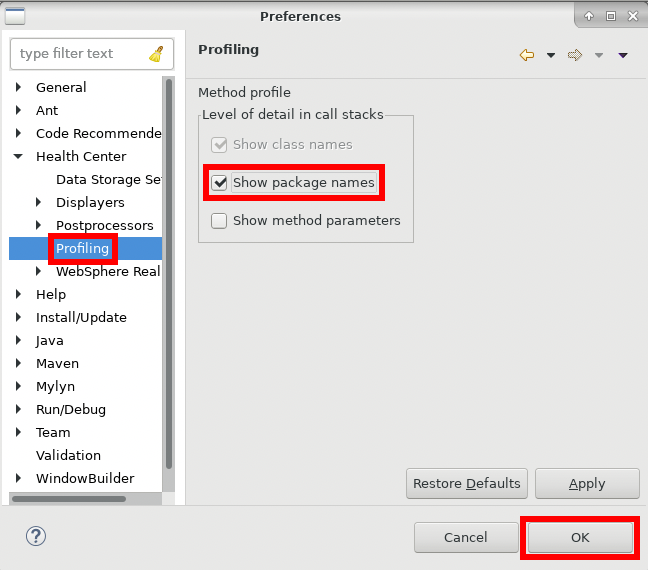 Preferences
type filter text
General
Ant
Code Recommende
Health Center
Data Storage Se
Displayers
Postprocessors
Profiling
WebSphere Real
Help
Install/Update
Java
Maven
Mylyn
Run/Debug
Team
Validation
WindowBuilder
Profiling
Method profile
Level of detail in call stacks
Show class names
Show package names
Show method parameters
Restore Defaults
Apply
?
Cancel
OK